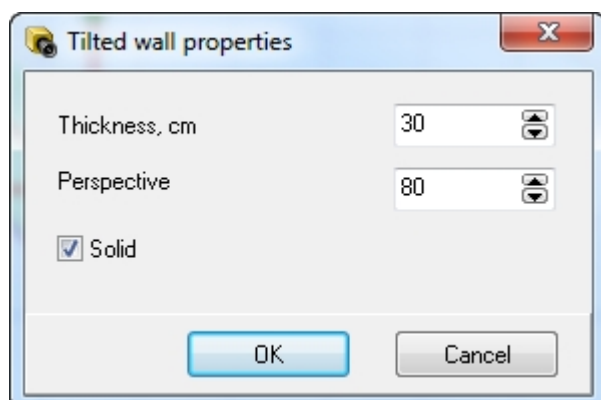 Tilted wall properties
Thickness, cm 30
Perspective 80
Solid
OK Cancel